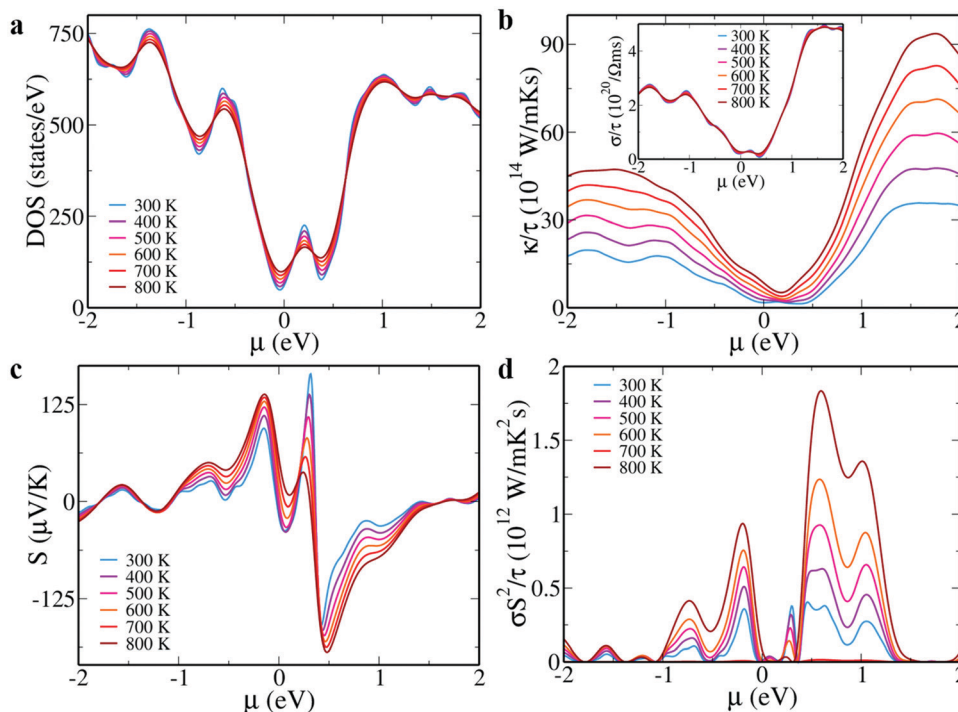 a
DOS (states/eV)
750
500
250
0
300 K
400 K
500 K
600 K
700 K
800 K
-2 -1 0 1 2
μ (eV)
b
κ/τ (10^14 W/mKs)
90
60
30
0
σ/τ (10^20/Ωms)
4
2
0
300 K
400 K
500 K
600 K
700 K
800 K
-2 -1 0 1 2
μ (eV)
-2 -1 0 1 2
μ (eV)
c
S (μV/K)
125
0
-125
300 K
400 K
500 K
600 K
700 K
800 K
-2 -1 0 1 2
μ (eV)
d
σS²/τ (10^12 W/mK²s)
2
1.5
1
0.5
0
300 K
400 K
500 K
600 K
700 K
800 K
-2 -1 0 1 2
μ (eV)